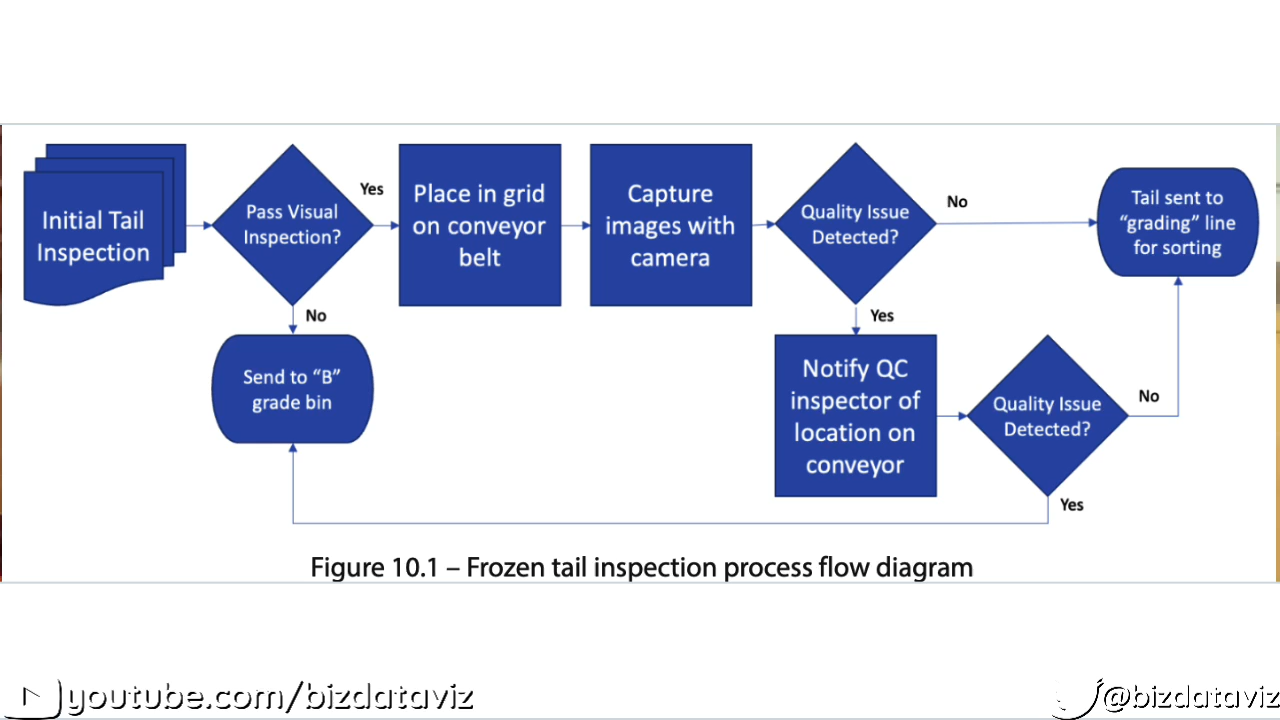 Initial Tail
Inspection
Pass Visual
Inspection?
Yes
No
Send to “B”
grade bin
Place in grid
on conveyor
belt
Capture
images with
camera
Quality Issue
Detected?
No
Yes
Tail sent to
“grading” line
for sorting
Notify QC
inspector of
location on
conveyor
Quality Issue
Detected?
No
Yes
Figure 10.1 – Frozen tail inspection process flow diagram
youtube.com/bizdataviz
@bizdataviz